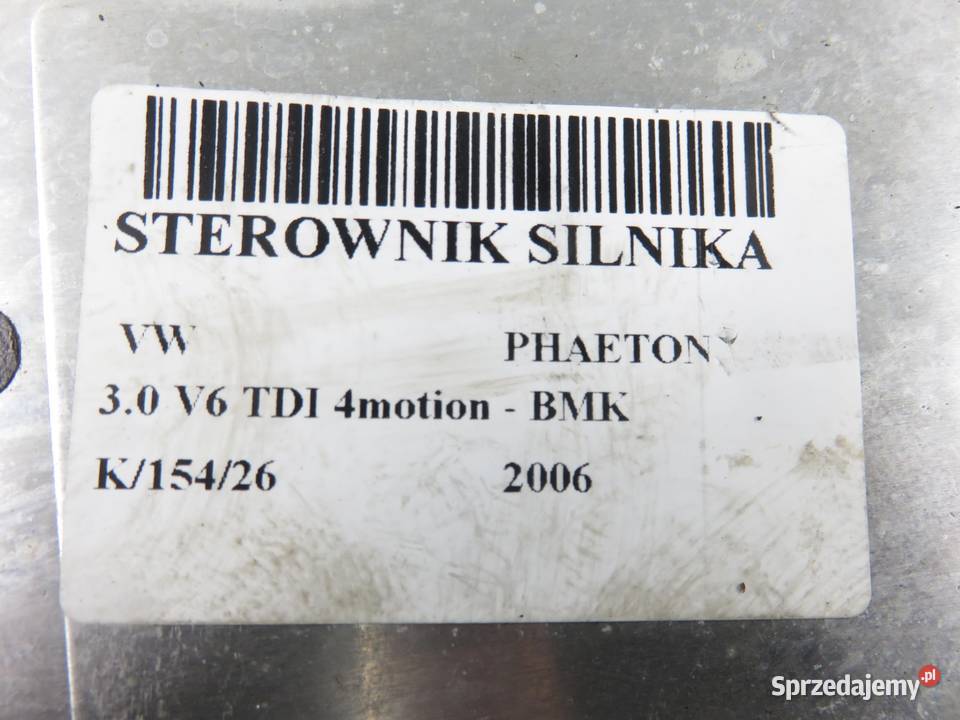 STEROWNIK SILNIKA
VW PHAETON
3.0 V6 TDI 4motion - BMK
K/154/26 2006
Sprzedajemy.pl